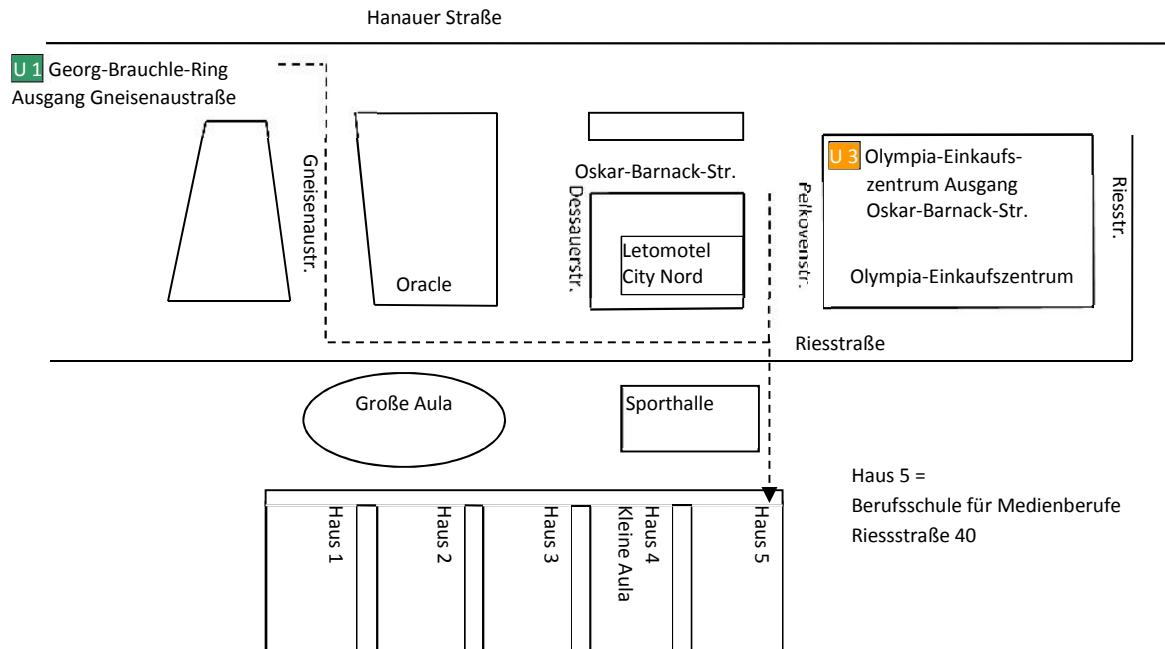 Hanauer Straße
U 1 Georg-Brauchle-Ring
Ausgang Gneisenaustraße
Gneisenaustr.
Oracle
Oskar-Barnack-Str.
Dessauerstr.
Letomotel
City Nord
Pelkovenstr.
U 3 Olympia-Einkaufs-
zentrum Ausgang
Oskar-Barnack-Str.
Olympia-Einkaufszentrum
Riesstr.
Riesstraße
Große Aula
Sporthalle
Haus 1
Haus 2
Haus 3
Haus 4
Kleine Aula
Haus 5
Haus 5 =
Berufsschule für Medienberufe
Riessstraße 40